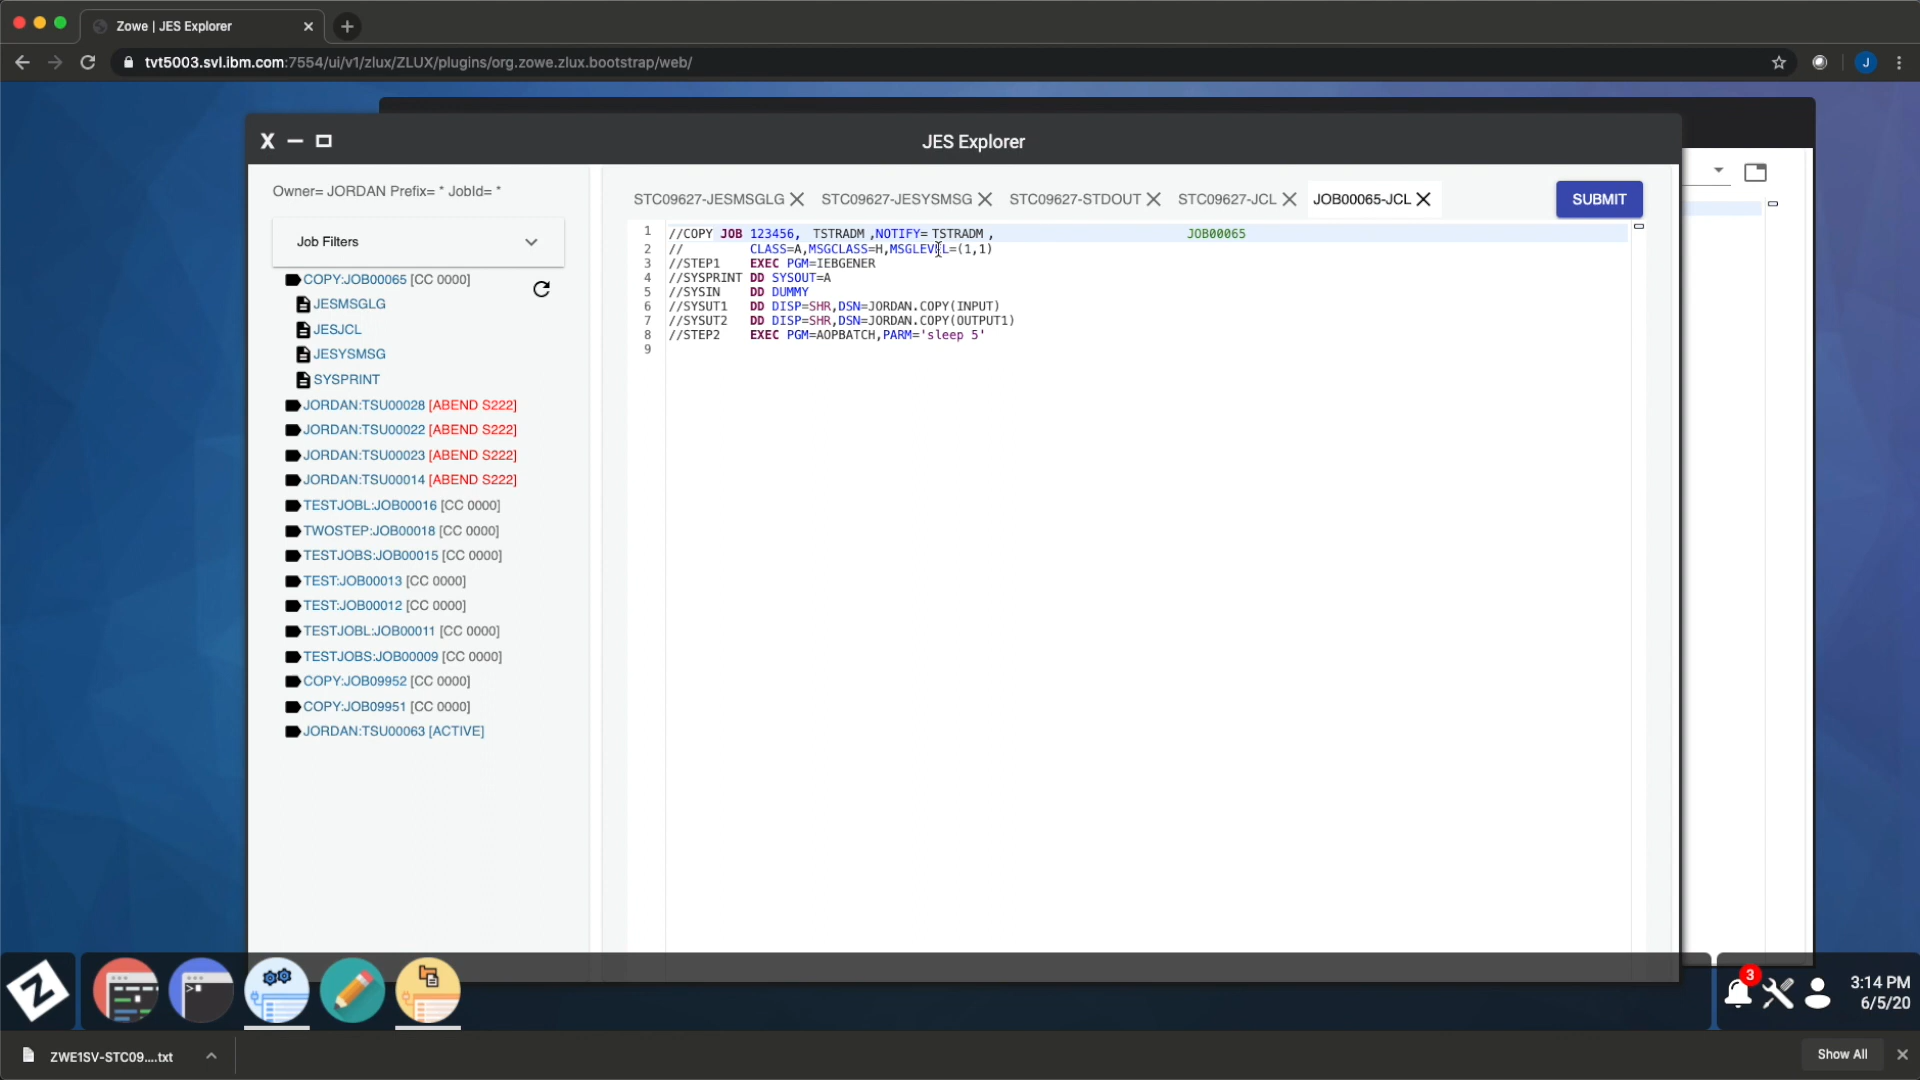 Zowe | JES Explorer
tvt5003.svl.ibm.com:7554/ui/v1/zlux/ZLUX/plugins/org.zowe.zlux.bootstrap/web/
J
X JES Explorer
Owner= JORDAN Prefix= * JobId= *
Job Filters
COPY:JOB00065 [CC 0000]
JESMSGLG
JESJCL
JESYSMSG
SYSPRINT
JORDAN:TSU00028 [ABEND S222]
JORDAN:TSU00022 [ABEND S222]
JORDAN:TSU00023 [ABEND S222]
JORDAN:TSU00014 [ABEND S222]
TESTJOBL:JOB00016 [CC 0000]
TWOSTEP:JOB00018 [CC 0000]
TESTJOBS:JOB00015 [CC 0000]
TEST:JOB00013 [CC 0000]
TEST:JOB00012 [CC 0000]
TESTJOBL:JOB00011 [CC 0000]
TESTJOBS:JOB00009 [CC 0000]
COPY:JOB09952 [CC 0000]
COPY:JOB09951 [CC 0000]
JORDAN:TSU00063 [ACTIVE]
STC09627-JESMSGLG STC09627-JESYSMSG STC09627-STDOUT STC09627-JCL JOB00065-JCL SUBMIT
1 //COPY JOB 123456, TSTRADM ,NOTIFY= TSTRADM , JOB00065
2 // CLASS=A,MSGCLASS=H,MSGLEVEL=(1,1)
3 //STEP1 EXEC PGM=IEBGENER
4 //SYSPRINT DD SYSOUT=A
5 //SYSIN DD DUMMY
6 //SYSUT1 DD DISP=SHR,DSN=JORDAN.COPY(INPUT)
7 //SYSUT2 DD DISP=SHR,DSN=JORDAN.COPY(OUTPUT1)
8 //STEP2 EXEC PGM=AOPBATCH,PARM='sleep 5'
9
Z
3
3:14 PM
6/5/20
ZWE1SV-STC09....txt
Show All